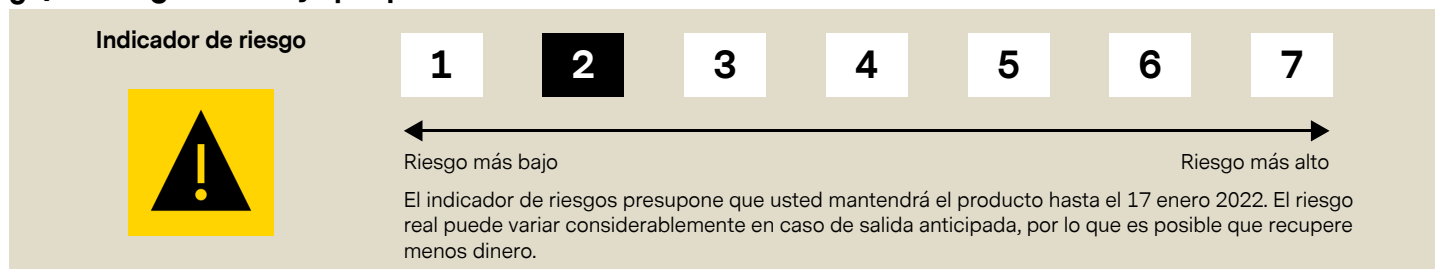 Indicador de riesgo
1 2 3 4 5 6 7
Riesgo más bajo Riesgo más alto
El indicador de riesgos presupone que usted mantendrá el producto hasta el 17 enero 2022. El riesgo
real puede variar considerablemente en caso de salida anticipada, por lo que es posible que recupere
menos dinero.